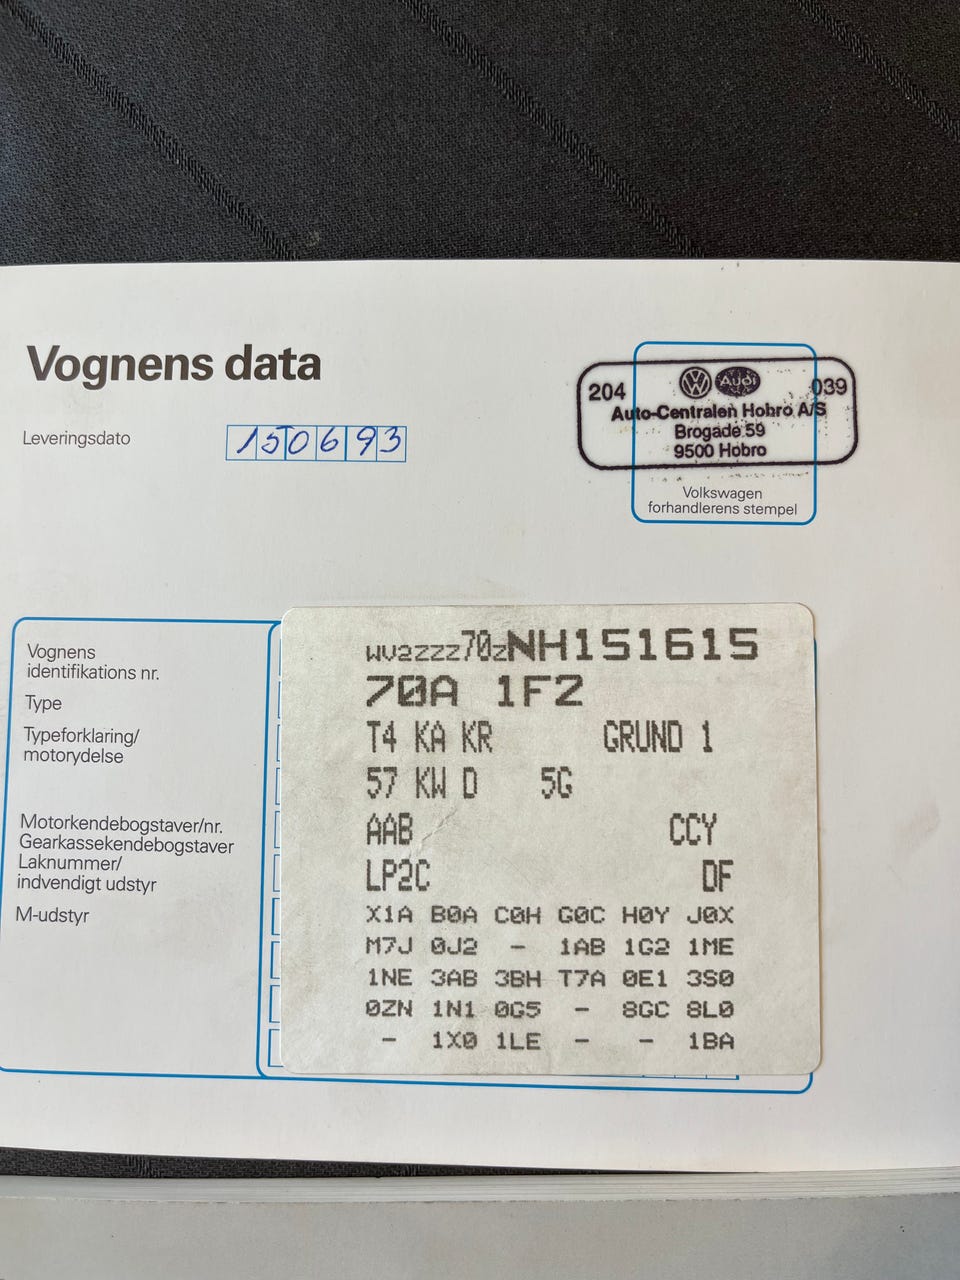 Vognens data
Leveringsdato 150693
204 VW Audi 039
Auto-Centralen Hobro A/S
Brogade 59
9500 Hobro
Volkswagen
forhandlerens stempel
Vognens
identifikations nr.
Type
Typeforklaring/
motorydelse
Motorkendebogstaver/nr.
Gearkassekendebogstaver
Laknummer/
indvendigt udstyr
M-udstyr
WV2ZZZ70ZNH151615
70A 1F2
T4 KA KR GRUND 1
57 KW D 5G
AAB CCY
LP2C DF
X1A B0A C0H G0C H0Y J0X
M7J 0J2 - 1AB 1G2 1ME
1NE 3AB 3BH T7A 0E1 3S0
0ZN 1N1 0G5 - 8GC 8L0
- 1X0 1LE - - 1BA